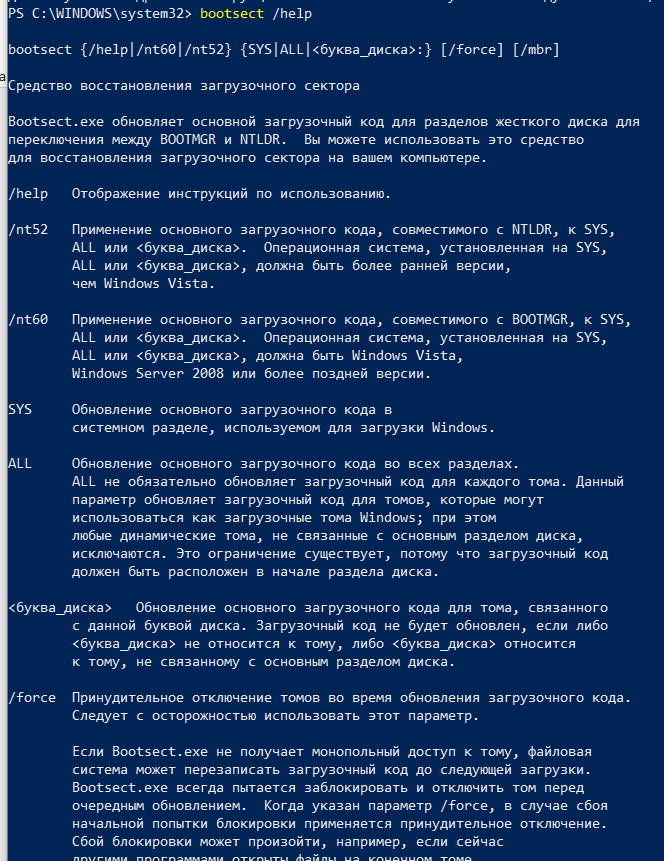 PS C:\WINDOWS\system32> bootsect /help
bootsect {/help|/nt60|/nt52} {SYS|ALL|<буква_диска>:} [/force] [/mbr]
Средство восстановления загрузочного сектора
Bootsect.exe обновляет основной загрузочный код для разделов жесткого диска для
переключения между BOOTMGR и NTLDR.  Вы можете использовать это средство
для восстановления загрузочного сектора на вашем компьютере.
/help   Отображение инструкций по использованию.
/nt52   Применение основного загрузочного кода, совместимого с NTLDR, к SYS,
        ALL или <буква_диска>.  Операционная система, установленная на SYS,
        ALL или <буква_диска>, должна быть более ранней версии,
        чем Windows Vista.
/nt60   Применение основного загрузочного кода, совместимого с BOOTMGR, к SYS,
        ALL или <буква_диска>.  Операционная система, установленная на SYS,
        ALL или <буква_диска>, должна быть Windows Vista,
        Windows Server 2008 или более поздней версии.
SYS     Обновление основного загрузочного кода в
        системном разделе, используемом для загрузки Windows.
ALL     Обновление основного загрузочного кода во всех разделах.
        ALL не обязательно обновляет загрузочный код для каждого тома. Данный
        параметр обновляет загрузочный код для томов, которые могут
        использоваться как загрузочные тома Windows; при этом
        любые динамические тома, не связанные с основным разделом диска,
        исключаются. Это ограничение существует, потому что загрузочный код
        должен быть расположен в начале раздела диска.
<буква_диска>   Обновление основного загрузочного кода для тома, связанного
        с данной буквой диска. Загрузочный код не будет обновлен, если либо
        <буква_диска> не относится к тому, либо <буква_диска> относится
        к тому, не связанному с основным разделом диска.
/force  Принудительное отключение томов во время обновления загрузочного кода.
        Следует с осторожностью использовать этот параметр.
        Если Bootsect.exe не получает монопольный доступ к тому, файловая
        система может перезаписать загрузочный код до следующей загрузки.
        Bootsect.exe всегда пытается заблокировать и отключить том перед
        очередным обновлением.  Когда указан параметр /force, в случае сбоя
        начальной попытки блокировки применяется принудительное отключение.
        Сбой блокировки может произойти, например, если сейчас
        другими программами открыты файлы на конечном томе.